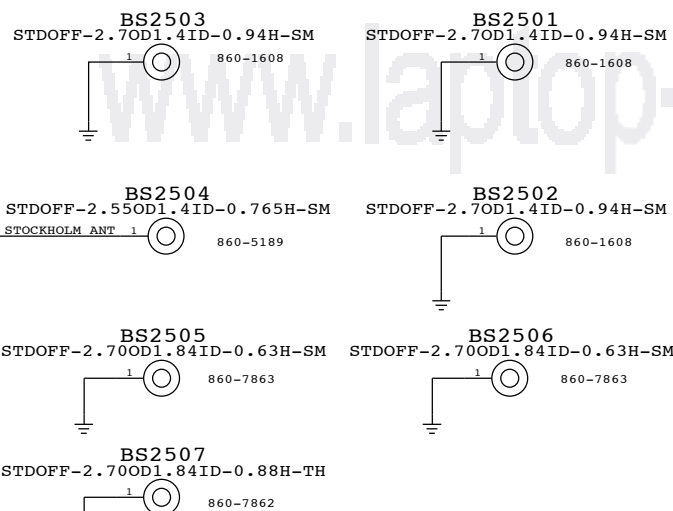 BS2503
STDOFF-2.7OD1.4ID-0.94H-SM
1
860-1608
BS2501
STDOFF-2.7OD1.4ID-0.94H-SM
1
860-1608
www.laptop-
BS2504
STDOFF-2.55OD1.4ID-0.765H-SM
STOCKHOLM_ANT 1
860-5189
BS2502
STDOFF-2.7OD1.4ID-0.94H-SM
1
860-1608
BS2505
STDOFF-2.70OD1.84ID-0.63H-SM
1
860-7863
BS2506
STDOFF-2.70OD1.84ID-0.63H-SM
1
860-7863
BS2507
STDOFF-2.70OD1.84ID-0.88H-TH
1
860-7862